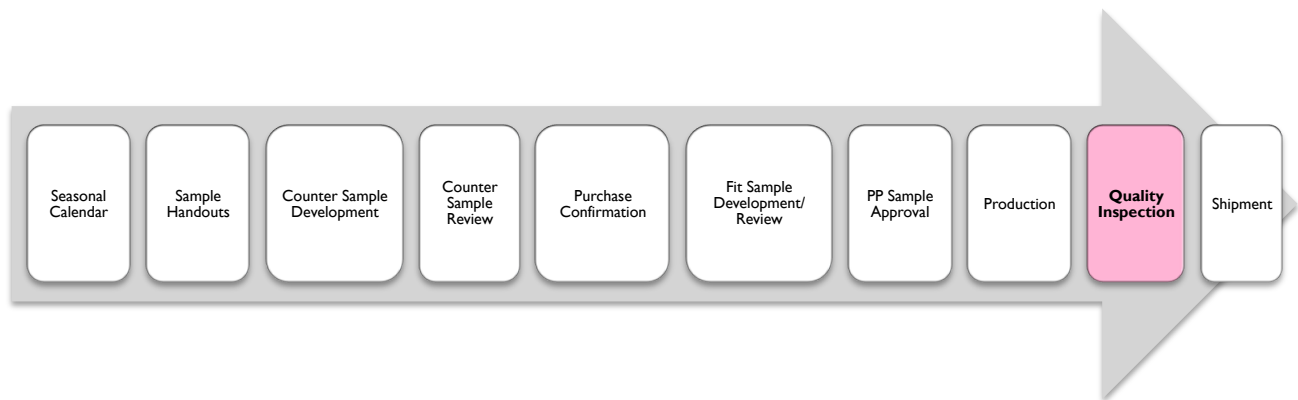 Seasonal
Calendar
Sample
Handouts
Counter Sample
Development
Counter
Sample
Review
Purchase
Confirmation
Fit Sample
Development/
Review
PP Sample
Approval
Production
Quality
Inspection
Shipment